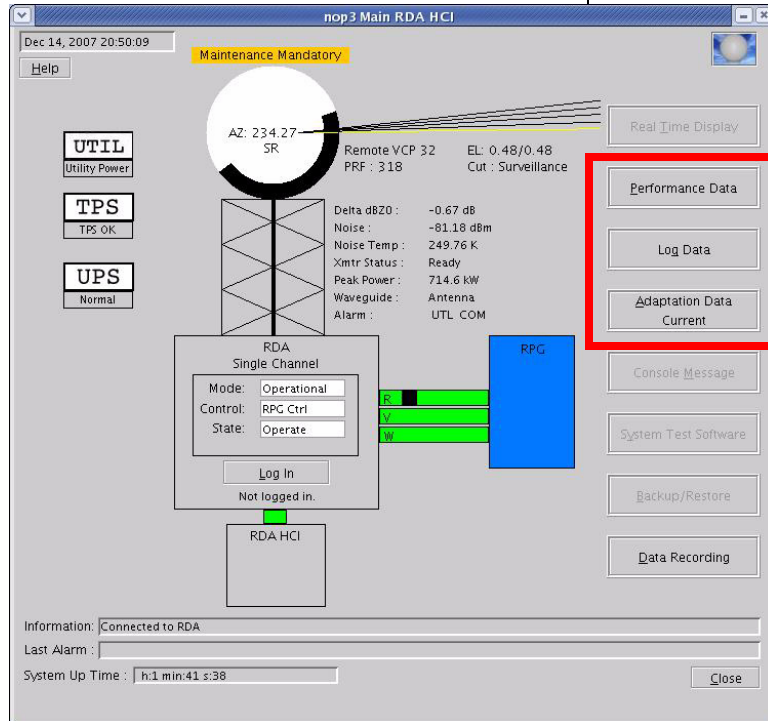 nop3 Main RDA HCI
Dec 14, 2007 20:50:09
Help
Maintenance Mandatory
AZ: 234.27
SR
Remote VCP 32 EL: 0.48/0.48
PRF : 318 Cut : Surveillance
UTIL
Utility Power
TPS
TPS OK
UPS
Normal
Delta dBZ0 : -0.67 dB
Noise : -81.18 dBm
Noise Temp : 249.76 K
Xmtr Status : Ready
Peak Power : 714.6 kW
Waveguide : Antenna
Alarm : UTL COM
RDA
Single Channel
Mode: Operational
Control: RPG Ctrl
State: Operate
Log In
Not logged in.
R
V
W
RPG
RDA HCI
Real Time Display
Performance Data
Log Data
Adaptation Data
Current
Console Message
System Test Software
Backup/Restore
Data Recording
Information: Connected to RDA
Last Alarm :
System Up Time : h:1 min:41 s:38
Close